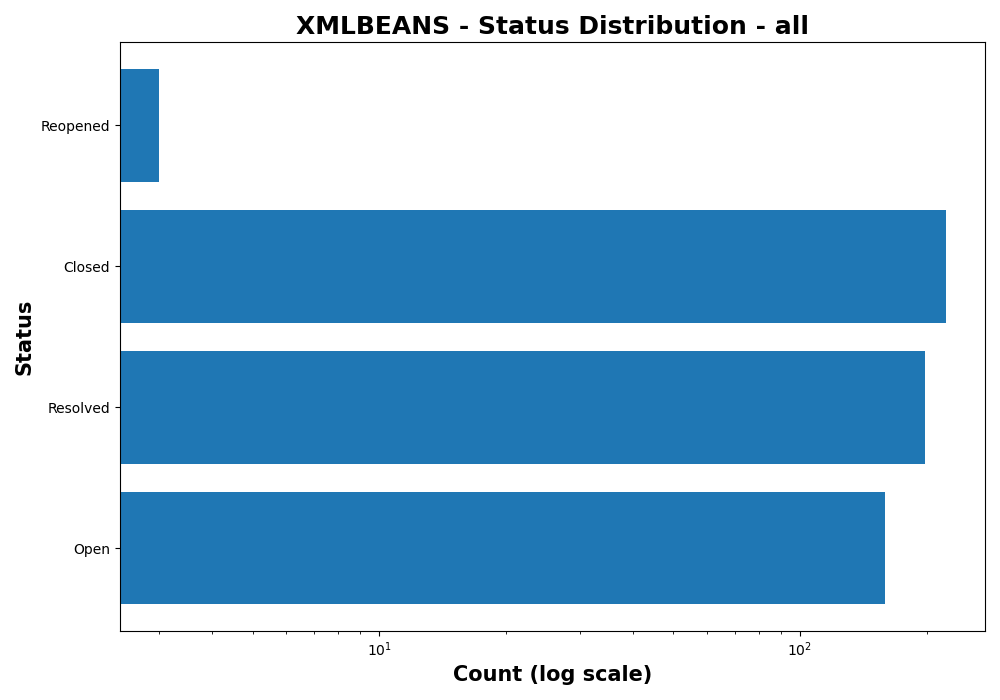 XMLBEANS - Status Distribution - all
Reopened
Closed
Resolved
Open
Status
10¹
10²
Count (log scale)